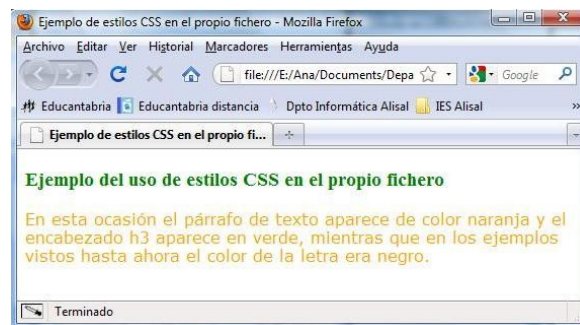 Ejemplo de estilos CSS en el propio fichero - Mozilla Firefox
Archivo Editar Ver Historial Marcadores Herramientas Ayuda
file:///E:/Ana/Documents/Depa
Google
Educantabria Educantabria distancia Dpto Informática Alisal IES Alisal »
Ejemplo de estilos CSS en el propio fi...
Ejemplo del uso de estilos CSS en el propio fichero
En esta ocasión el párrafo de texto aparece de color naranja y el
encabezado h3 aparece en verde, mientras que en los ejemplos
vistos hasta ahora el color de la letra era negro.
Terminado